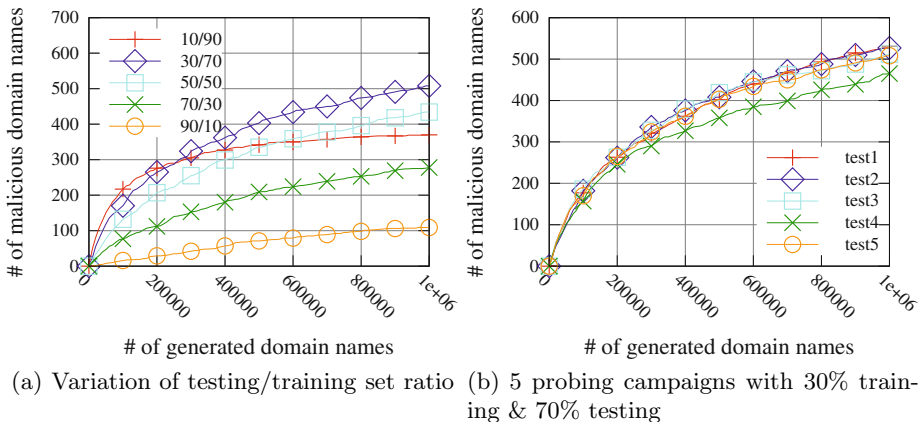 700
600
500
400
300
200
100
0
# of malicious domain names
10/90
30/70
50/50
70/30
90/10
0
200000
400000
600000
800000
1e+06
# of generated domain names
(a) Variation of testing/training set ratio
600
500
400
300
200
100
0
# of malicious domain names
test1
test2
test3
test4
test5
0
200000
400000
600000
800000
1e+06
# of generated domain names
(b) 5 probing campaigns with 30% train-
ing & 70% testing